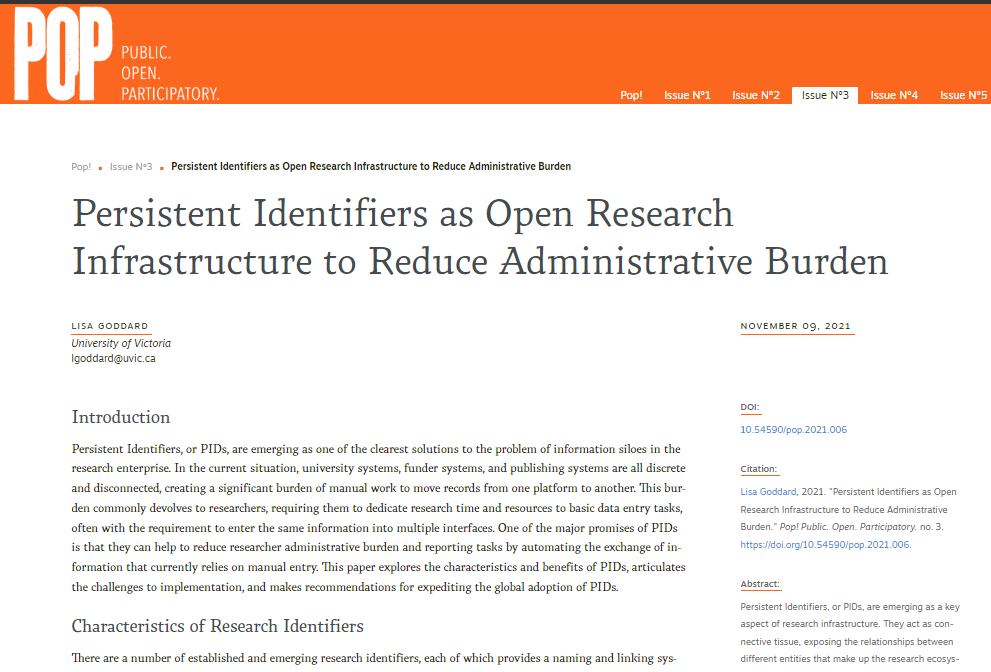 POP
PUBLIC.
OPEN.
PARTICIPATORY.
Pop! Issue Nº1 Issue Nº2 Issue Nº3 Issue Nº4 Issue Nº5
Pop! ▪ Issue Nº3 ▪ Persistent Identifiers as Open Research Infrastructure to Reduce Administrative Burden
Persistent Identifiers as Open Research
Infrastructure to Reduce Administrative Burden
LISA GODDARD
University of Victoria
lgoddard@uvic.ca
Introduction
Persistent Identifiers, or PIDs, are emerging as one of the clearest solutions to the problem of information siloes in the
research enterprise. In the current situation, university systems, funder systems, and publishing systems are all discrete
and disconnected, creating a significant burden of manual work to move records from one platform to another. This bur-
den commonly devolves to researchers, requiring them to dedicate research time and resources to basic data entry tasks,
often with the requirement to enter the same information into multiple interfaces. One of the major promises of PIDs
is that they can help to reduce researcher administrative burden and reporting tasks by automating the exchange of in-
formation that currently relies on manual entry. This paper explores the characteristics and benefits of PIDs, articulates
the challenges to implementation, and makes recommendations for expediting the global adoption of PIDs.
Characteristics of Research Identifiers
There are a number of established and emerging research identifiers, each of which provides a naming and linking sys-
NOVEMBER 09, 2021
DOI:
10.54590/pop.2021.006
Citation:
Lisa Goddard, 2021. "Persistent Identifiers as Open
Research Infrastructure to Reduce Administrative
Burden." Pop! Public. Open. Participatory. no. 3.
https://doi.org/10.54590/pop.2021.006.
Abstract:
Persistent Identifiers, or PIDs, are emerging as a key
aspect of research infrastructure. They act as con-
nective tissue, exposing the relationships between
different entities that make up the research ecosys-